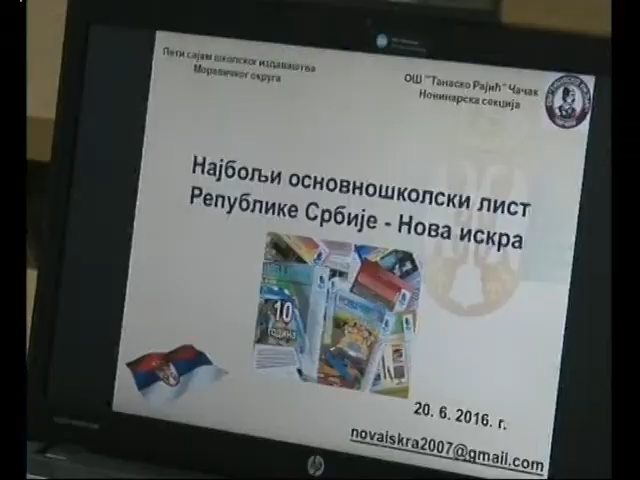 Пети сајам школског издаваштва
Моравичког округа
ОШ "Танаско Рајић" Чачак
Новинарска секција
Најбољи основношколски лист
Републике Србије - Нова искра
10
ГОДИНА
20. 6. 2016. г.
novaiskra2007@gmail.com
hp